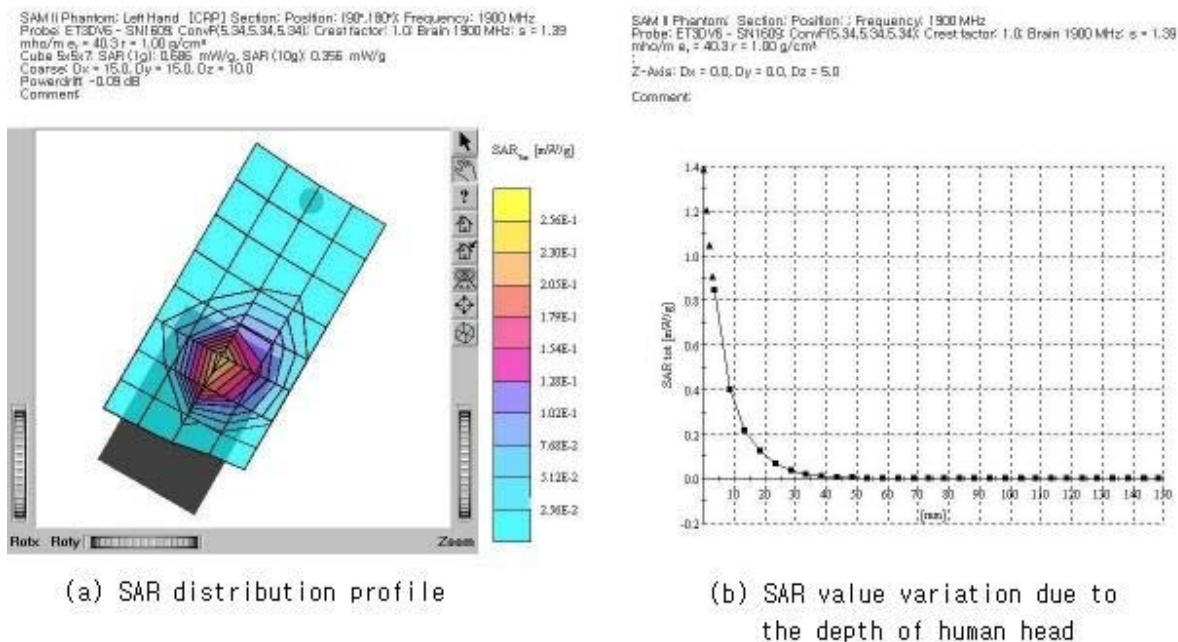 SAM II Phantom; Left Hand [CRP] Section; Position: (90°,180°); Frequency: 1900 MHz
Probe: ET3DV6 - SN1609; ConvF(5.34,5.34,5.34); Crest factor: 1.0; Brain 1900 MHz: s = 1.39
mho/m e, = 40.3 r = 1.00 g/cm³
Cube 5x5x7: SAR (1g): 0.686 mW/g, SAR (10g): 0.356 mW/g
Coarse: Dx = 15.0, Dy = 15.0, Dz = 10.0
Powerdrift: -0.09 dB
Comment:
SAR [mW/g]
2.56E-1
2.30E-1
2.05E-1
1.79E-1
1.54E-1
1.28E-1
1.02E-1
7.68E-2
5.12E-2
2.56E-2
?
Rotx Roty
Zoom
(a) SAR distribution profile
SAM II Phantom; Section; Position: ; Frequency: 1900 MHz
Probe: ET3DV6 - SN1609; ConvF(5.34,5.34,5.34); Crest factor: 1.0; Brain 1900 MHz: s = 1.39
mho/m e, = 40.3 r = 1.00 g/cm³
:
Z-Axis: Dx = 0.0, Dy = 0.0, Dz = 5.0
Comment:
SAR tot [mW/g]
1.4
1.2
1.0
0.8
0.6
0.4
0.2
0.0
-0.2
10 20 30 40 50 60 70 80 90 100 110 120 130 140 150
[mm]
(b) SAR value variation due to
the depth of human head